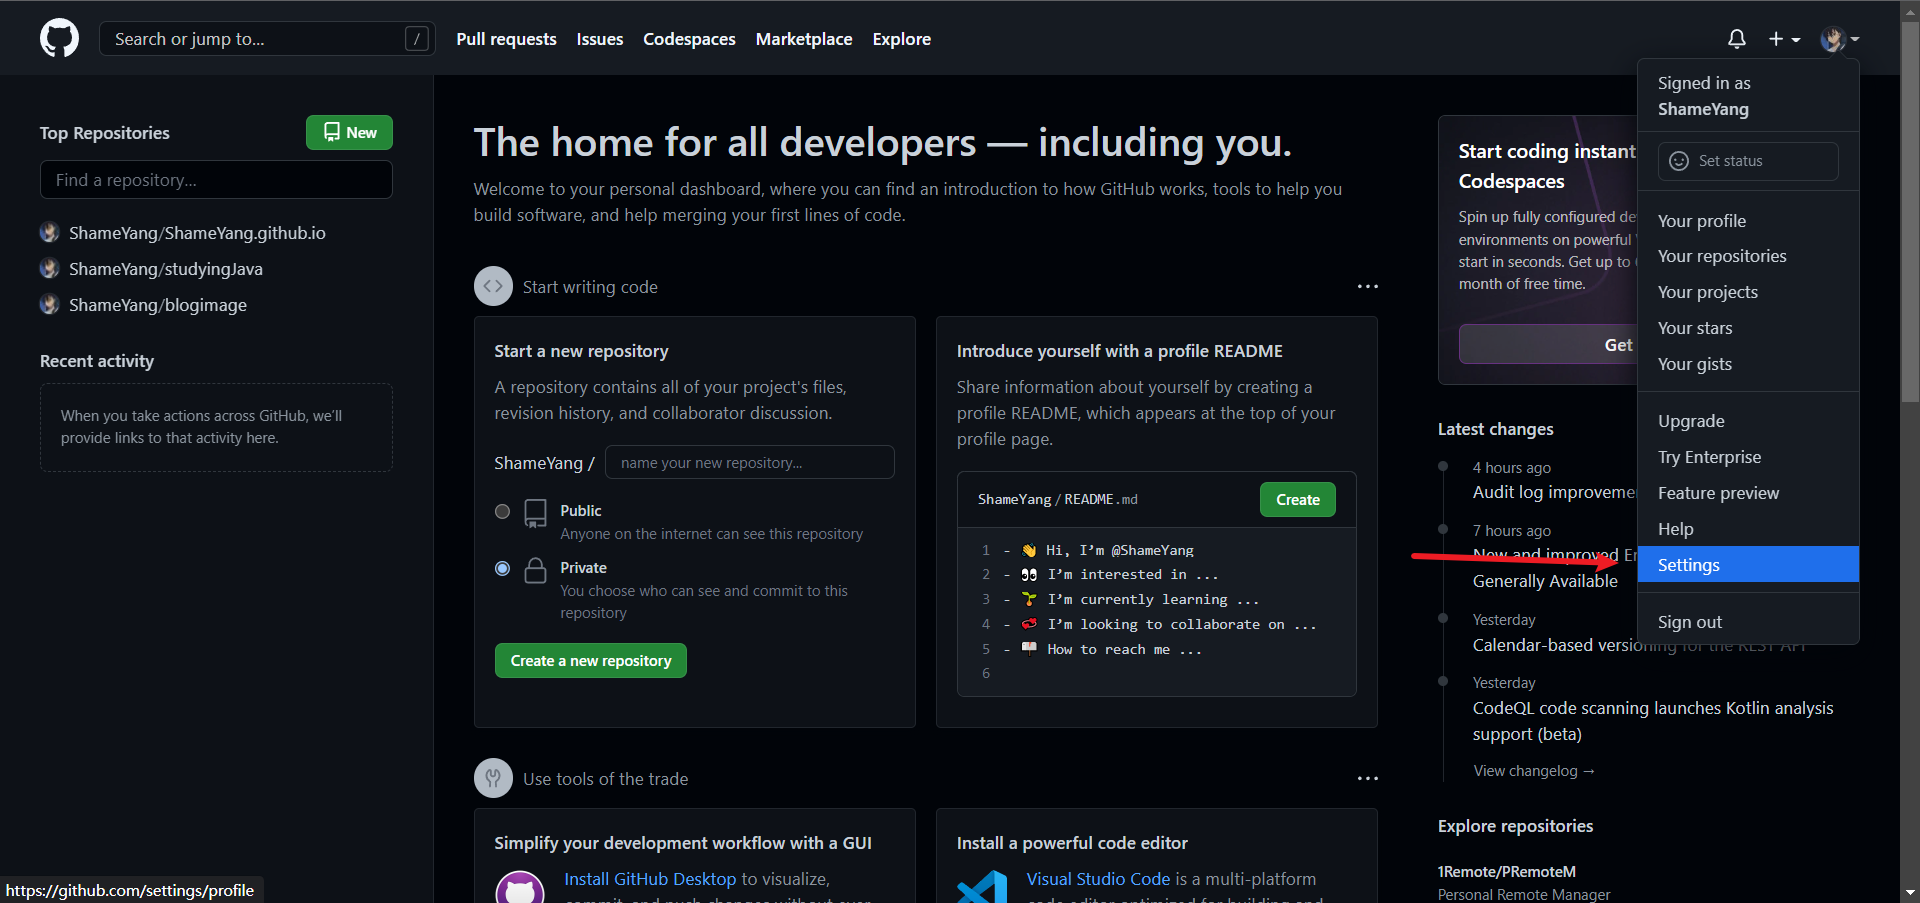 Search or jump to...
/
Pull requests
Issues
Codespaces
Marketplace
Explore
Top Repositories
New
Find a repository...
ShameYang/ShameYang.github.io
ShameYang/studyingJava
ShameYang/blogimage
Recent activity
When you take actions across GitHub, we’ll
provide links to that activity here.
The home for all developers — including you.
Welcome to your personal dashboard, where you can find an introduction to how GitHub works, tools to help you
build software, and help merging your first lines of code.
Start writing code
Start a new repository
A repository contains all of your project's files,
revision history, and collaborator discussion.
ShameYang /
name your new repository...
Public
Anyone on the internet can see this repository
Private
You choose who can see and commit to this
repository
Create a new repository
Introduce yourself with a profile README
Share information about yourself by creating a
profile README, which appears at the top of your
profile page.
ShameYang / README.md
Create
1 - 👋 Hi, I’m @ShameYang
2 - 👀 I’m interested in ...
3 - 🌱 I’m currently learning ...
4 - 💞️ I’m looking to collaborate on ...
5 - 📫 How to reach me ...
6
Use tools of the trade
Simplify your development workflow with a GUI
Install GitHub Desktop to visualize,
Install a powerful code editor
Visual Studio Code is a multi-platform
Start coding instant
Codespaces
Spin up fully configured de
environments on powerful
start in seconds. Get up to
month of free time.
Get
Latest changes
4 hours ago
Audit log improveme
7 hours ago
New and improved
Generally Available
Yesterday
Calendar-based versioning for the REST API
Yesterday
CodeQL code scanning launches Kotlin analysis
support (beta)
View changelog →
Explore repositories
1Remote/PRemoteM
Personal Remote Manager
Signed in as
ShameYang
Set status
Your profile
Your repositories
Your projects
Your stars
Your gists
Upgrade
Try Enterprise
Feature preview
Help
Settings
Sign out
https://github.com/settings/profile